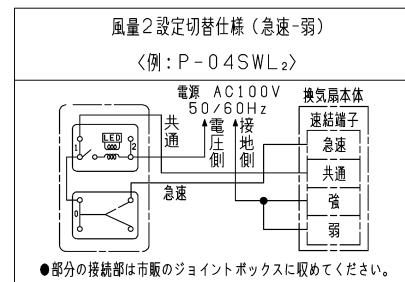 風量2設定切替仕様（急速-弱）
〈例：P-04SWL₂〉
電源 AC100V
50/60Hz
換気扇本体
速結端子
共通
電圧側
接地側
LED
1
2
急速
共通
強
弱
急速
0
●部分の接続部は市販のジョイントボックスに収めてください。